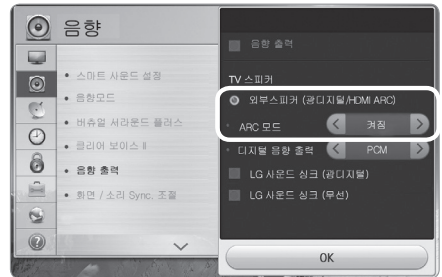 음향
• 스마트 사운드 설정
• 음향모드
• 버츄얼 서라운드 플러스
• 클리어 보이스 II
• 음향 출력
• 화면 / 소리 Sync. 조절
음향 출력
TV 스피커
외부스피커 (광디지털/HDMI ARC)
• ARC 모드 < 켜짐 >
• 디지털 음향 출력 < PCM >
LG 사운드 싱크 (광디지털)
LG 사운드 싱크 (무선)
OK